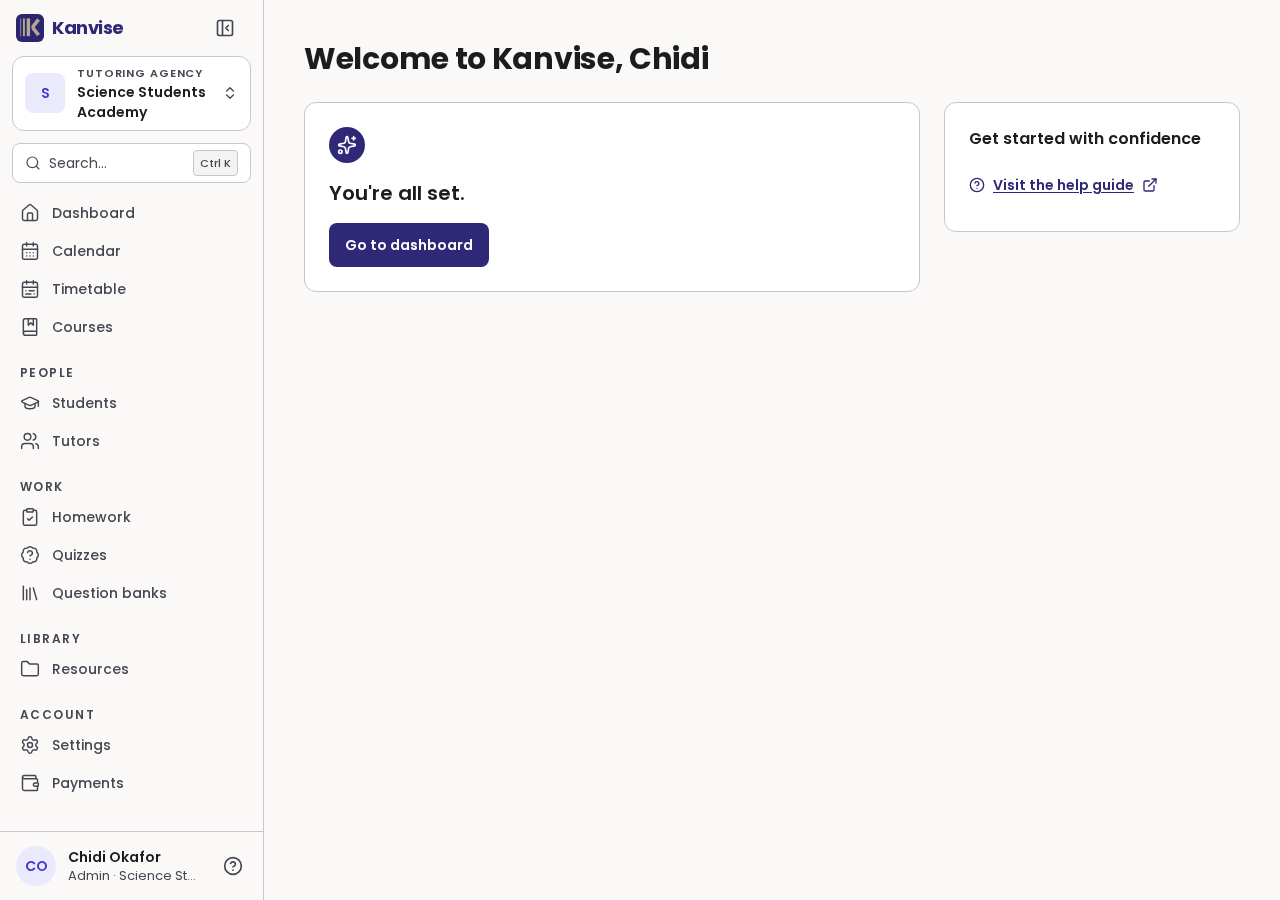 Kanvise
TUTORING AGENCY
S
Science Students
Academy
Search...
Ctrl K
Dashboard
Calendar
Timetable
Courses
PEOPLE
Students
Tutors
WORK
Homework
Quizzes
Question banks
LIBRARY
Resources
ACCOUNT
Settings
Payments
CO
Chidi Okafor
Admin · Science St...
Welcome to Kanvise, Chidi
You're all set.
Go to dashboard
Get started with confidence
Visit the help guide